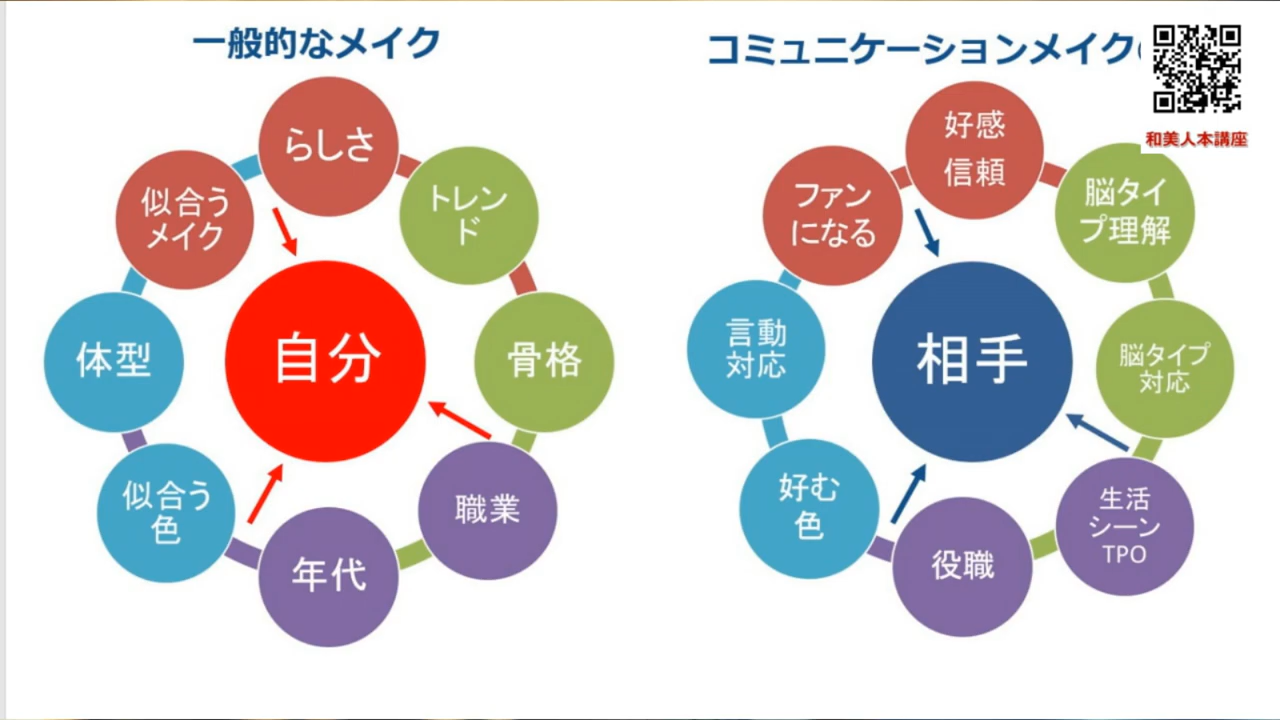 一般的なメイク
らしさ
トレン
ド
骨格
職業
年代
似合う
色
体型
似合う
メイク
自分
コミュニケーションメイク
和美人本講座
好感
信頼
脳タイ
プ理解
脳タイプ
対応
生活
シーン
TPO
役職
好む
色
言動
対応
ファン
になる
相手